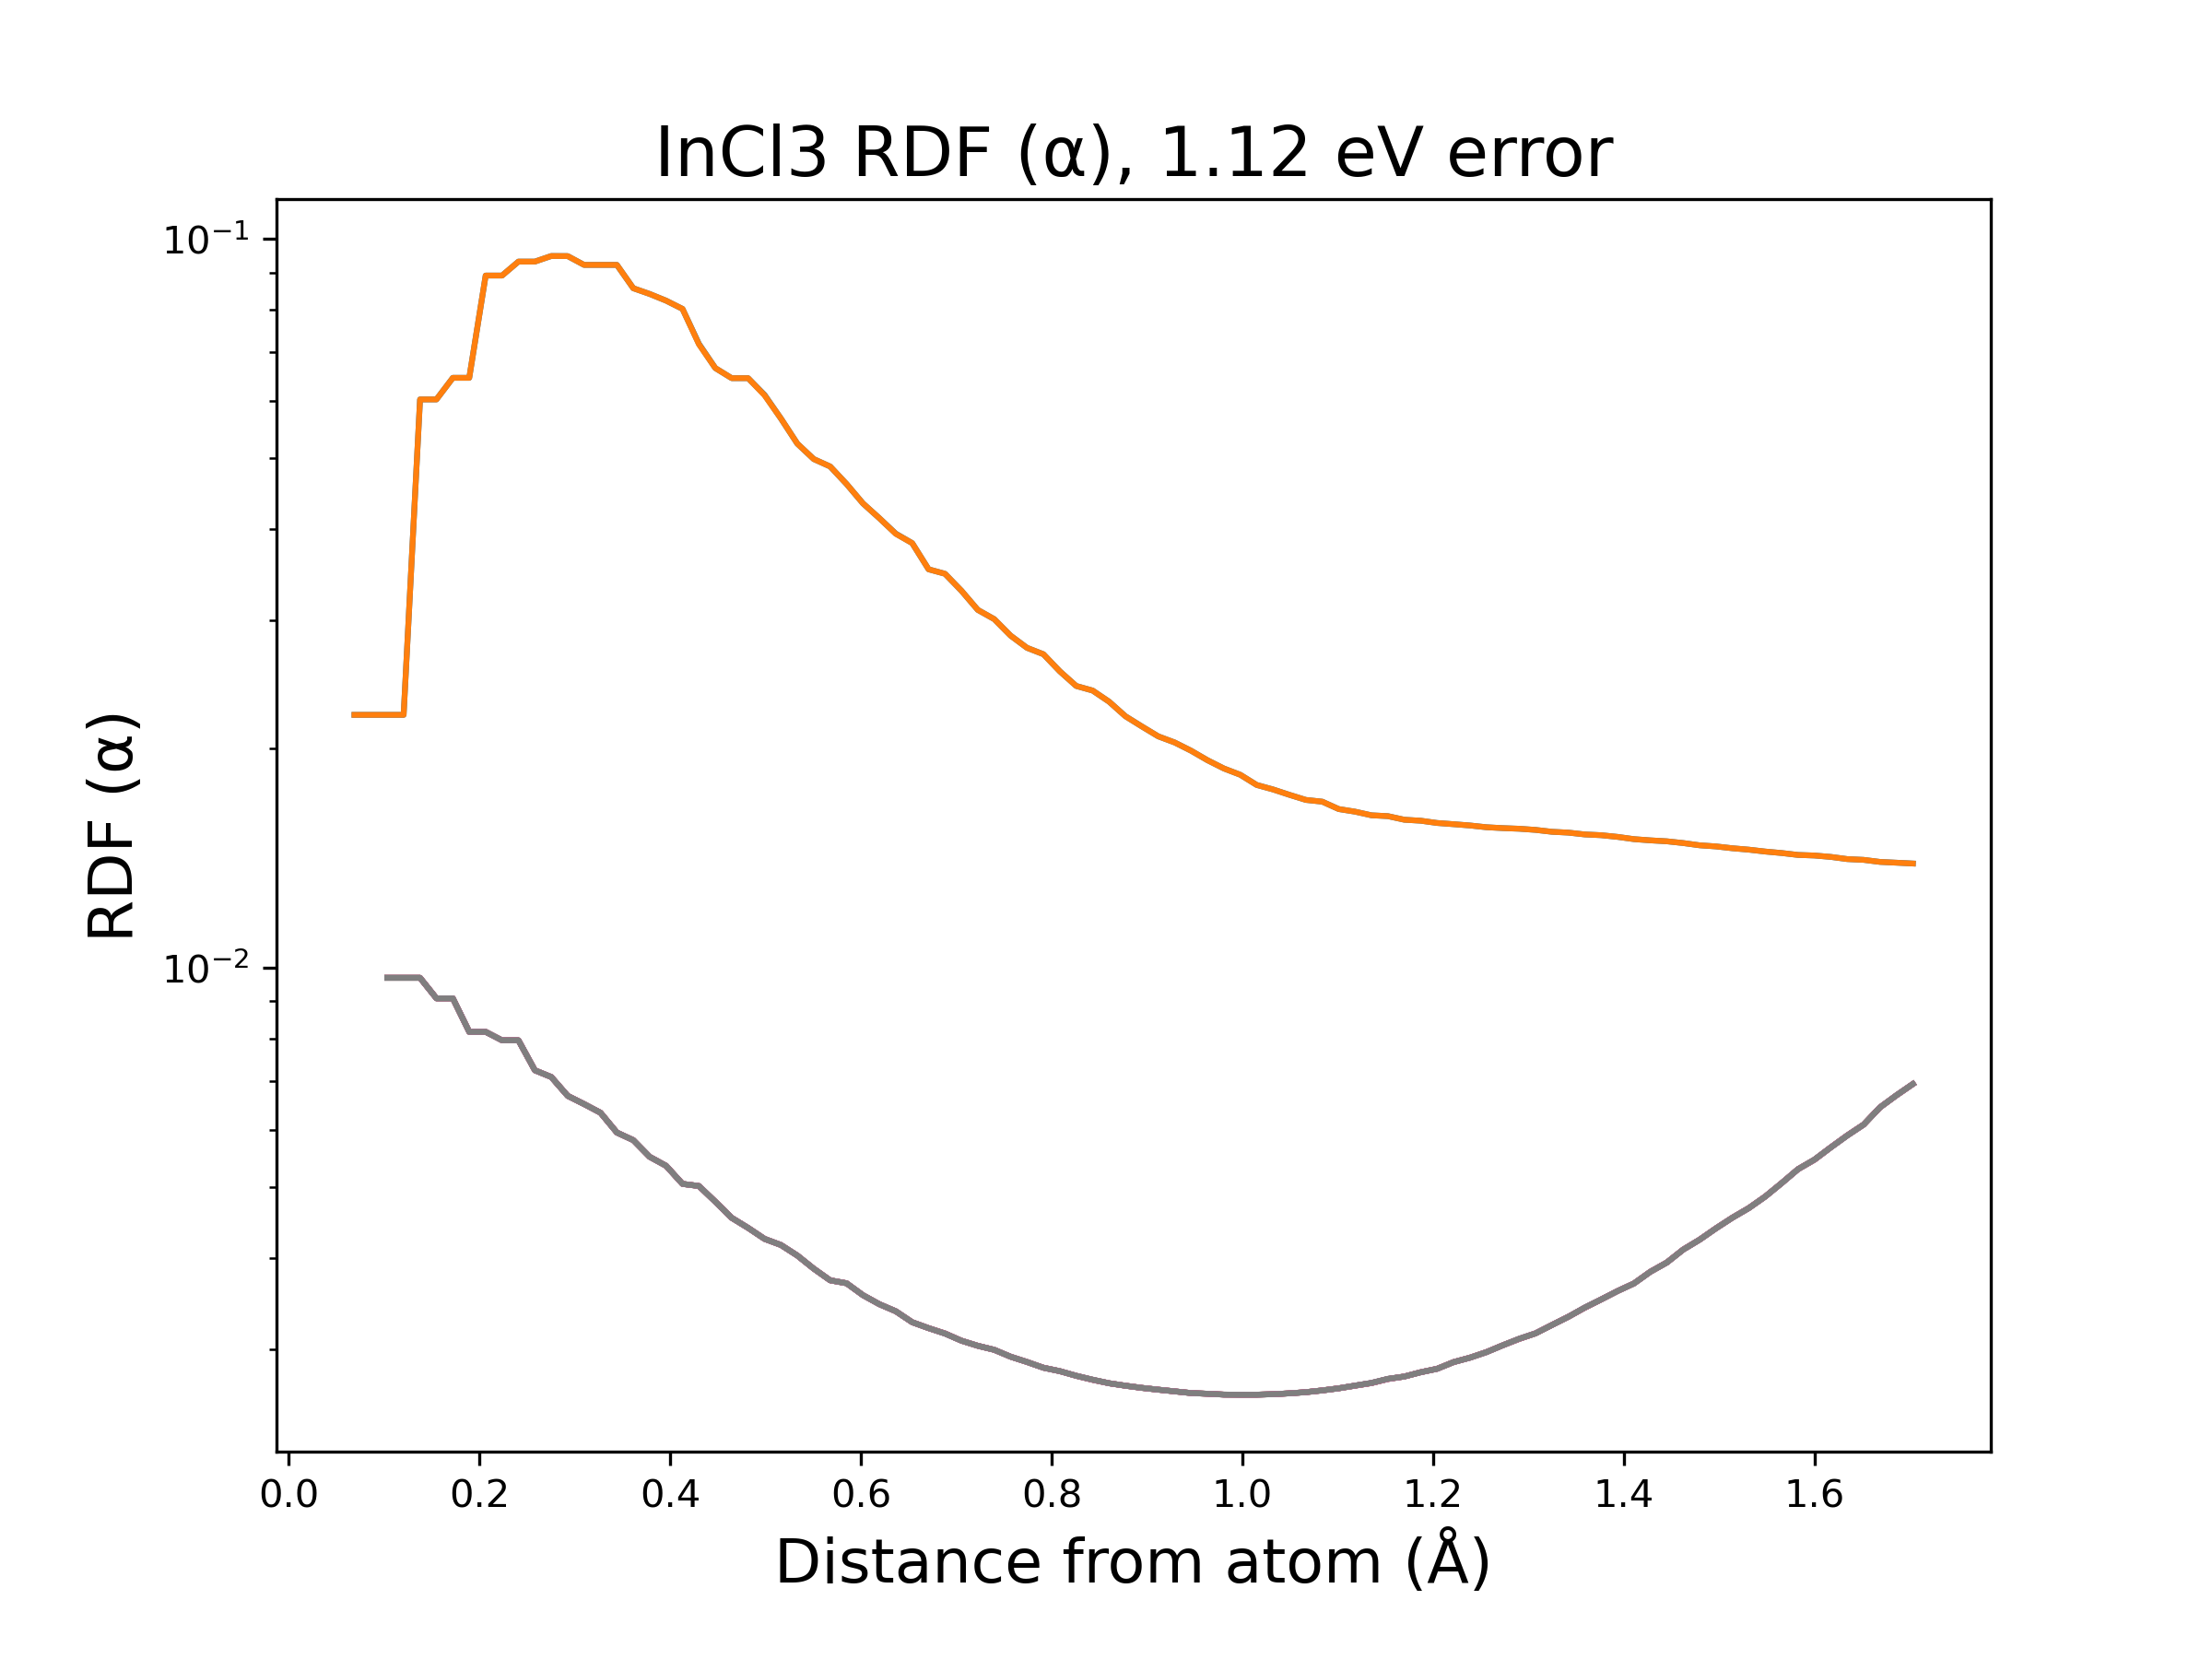 InCl3 RDF (α), 1.12 eV error
10⁻¹
10⁻²
RDF (α)
0.0 0.2 0.4 0.6 0.8 1.0 1.2 1.4 1.6
Distance from atom (Å)